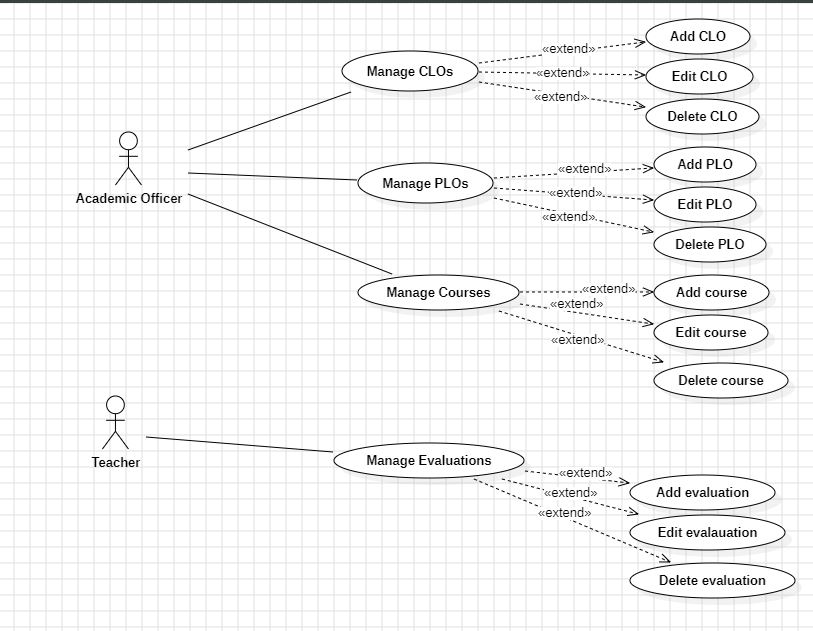 Add CLO
«extend»
Manage CLOs
«extend»
Edit CLO
«extend»
Delete CLO
Academic Officer
Add PLO
«extend»
Manage PLOs
«extend»
Edit PLO
«extend»
Delete PLO
Manage Courses
«extend»
Add course
«extend»
Edit course
«extend»
Delete course
Teacher
Manage Evaluations
«extend»
Add evaluation
«extend»
Edit evalauation
«extend»
Delete evaluation